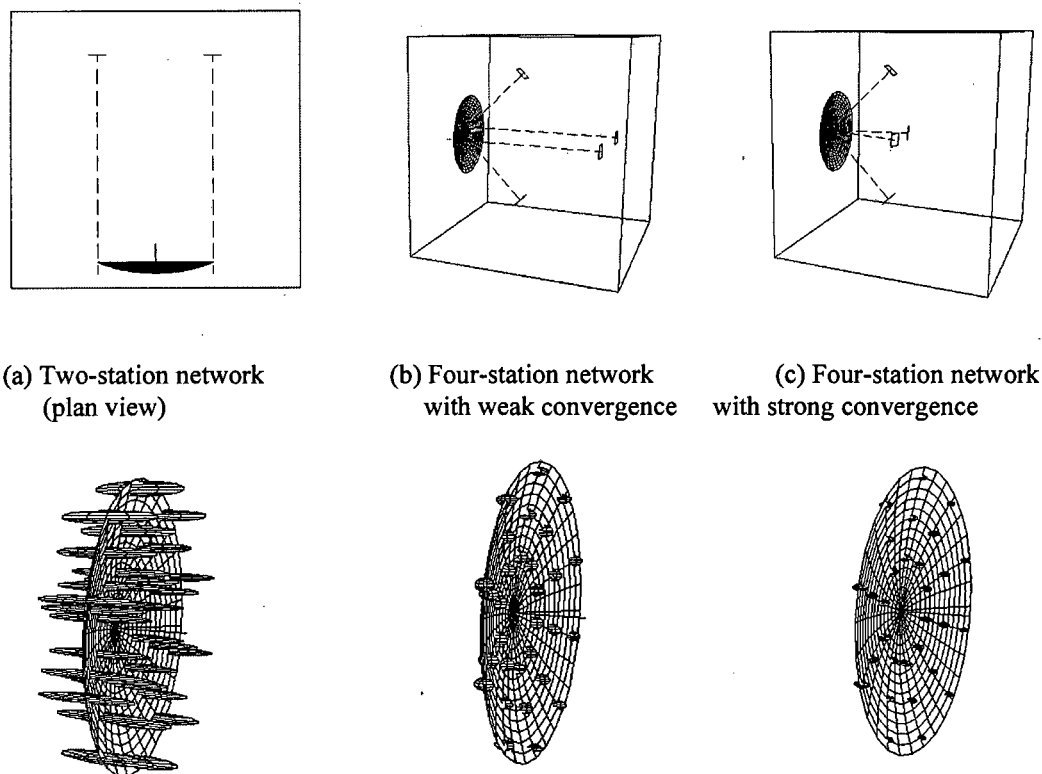 (a) Two-station network
(plan view)
(b) Four-station network
with weak convergence
(c) Four-station network
with strong convergence